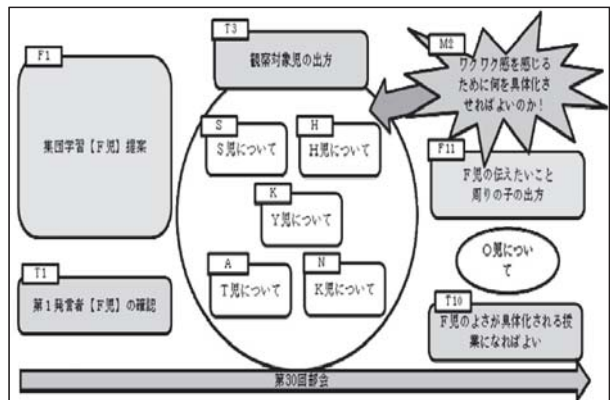 F1
集団学習【F児】提案
T1
第1発言者【F児】の確認
T3
観察対象児の出方
S
S児について
H
H児について
K
Y児について
A
T児について
N
K児について
M2
ワクワク感を感じる
ために何を具体化さ
せればよいのか!
F11
F児の伝えたいこと
周りの子の出方
O児につい
て
T10
F児のよさが具体化される授
業になればよい
第30回部会